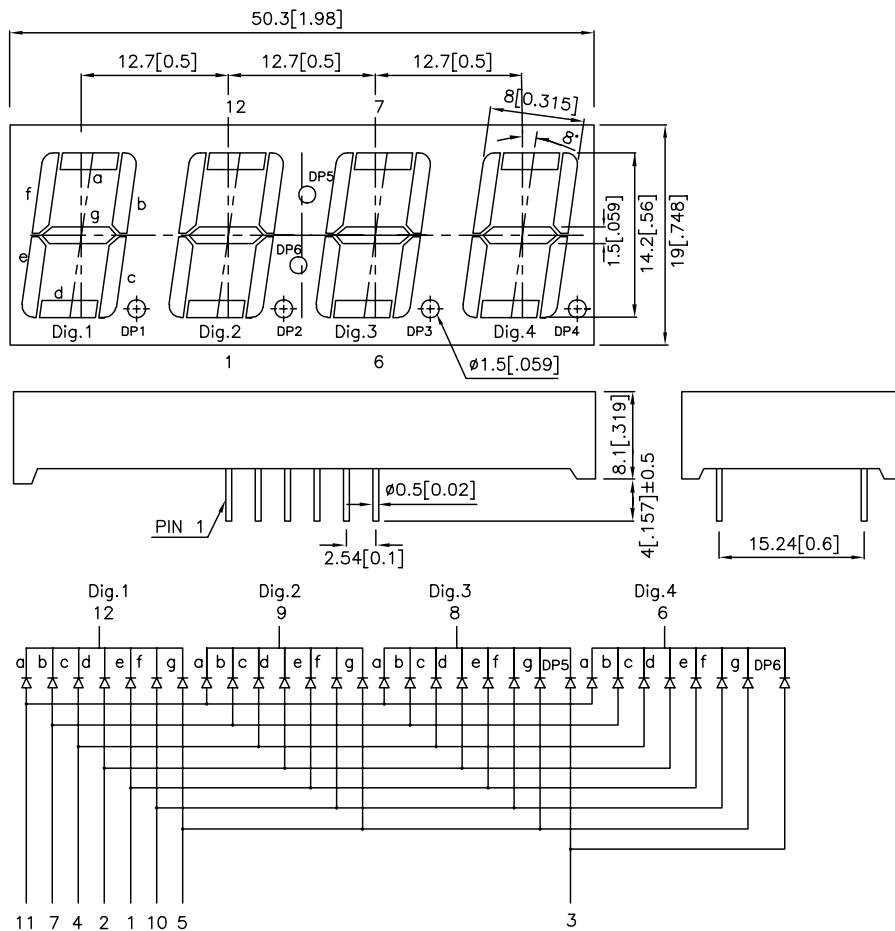 50.3[1.98]
12.7[0.5] 12.7[0.5] 12.7[0.5]
12 7 8[0.315]
8.
DP5
f a b
g
e DP6
c
d
1.5[.059] 14.2[.56] 19[.748]
DP1 DP2 DP3 DP4
Dig.1 Dig.2 Dig.3 Dig.4
1 6 ø1.5[.059]
8.1[.319]
ø0.5[0.02]
4[.157]±0.5
PIN 1
2.54[0.1]
15.24[0.6]
Dig.1 Dig.2 Dig.3 Dig.4
12 9 8 6
a b c d e f g a b c d e f g a b c d e f g DP5 a b c d e f g DP6
11 7 4 2 1 10 5 3